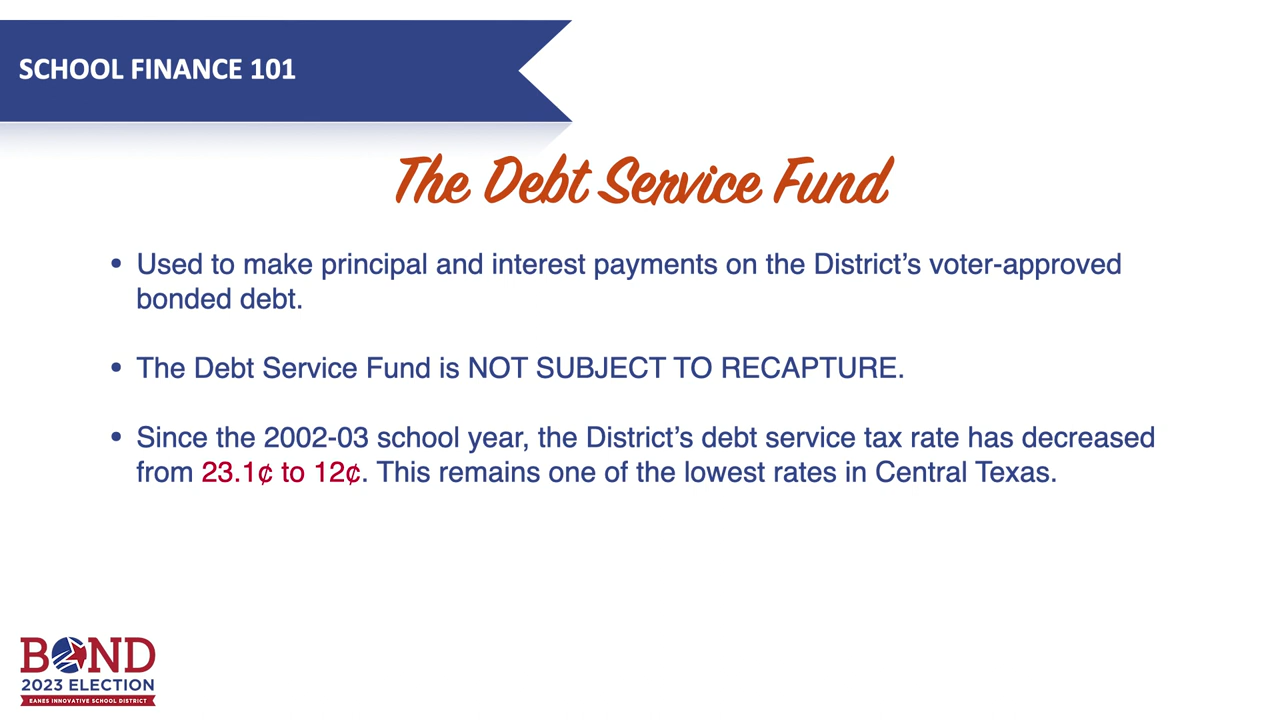 SCHOOL FINANCE 101
The Debt Service Fund
• Used to make principal and interest payments on the District’s voter-approved
bonded debt.
• The Debt Service Fund is NOT SUBJECT TO RECAPTURE.
• Since the 2002-03 school year, the District’s debt service tax rate has decreased
from 23.1¢ to 12¢. This remains one of the lowest rates in Central Texas.
BOND
2023 ELECTION
EANES INNOVATIVE SCHOOL DISTRICT